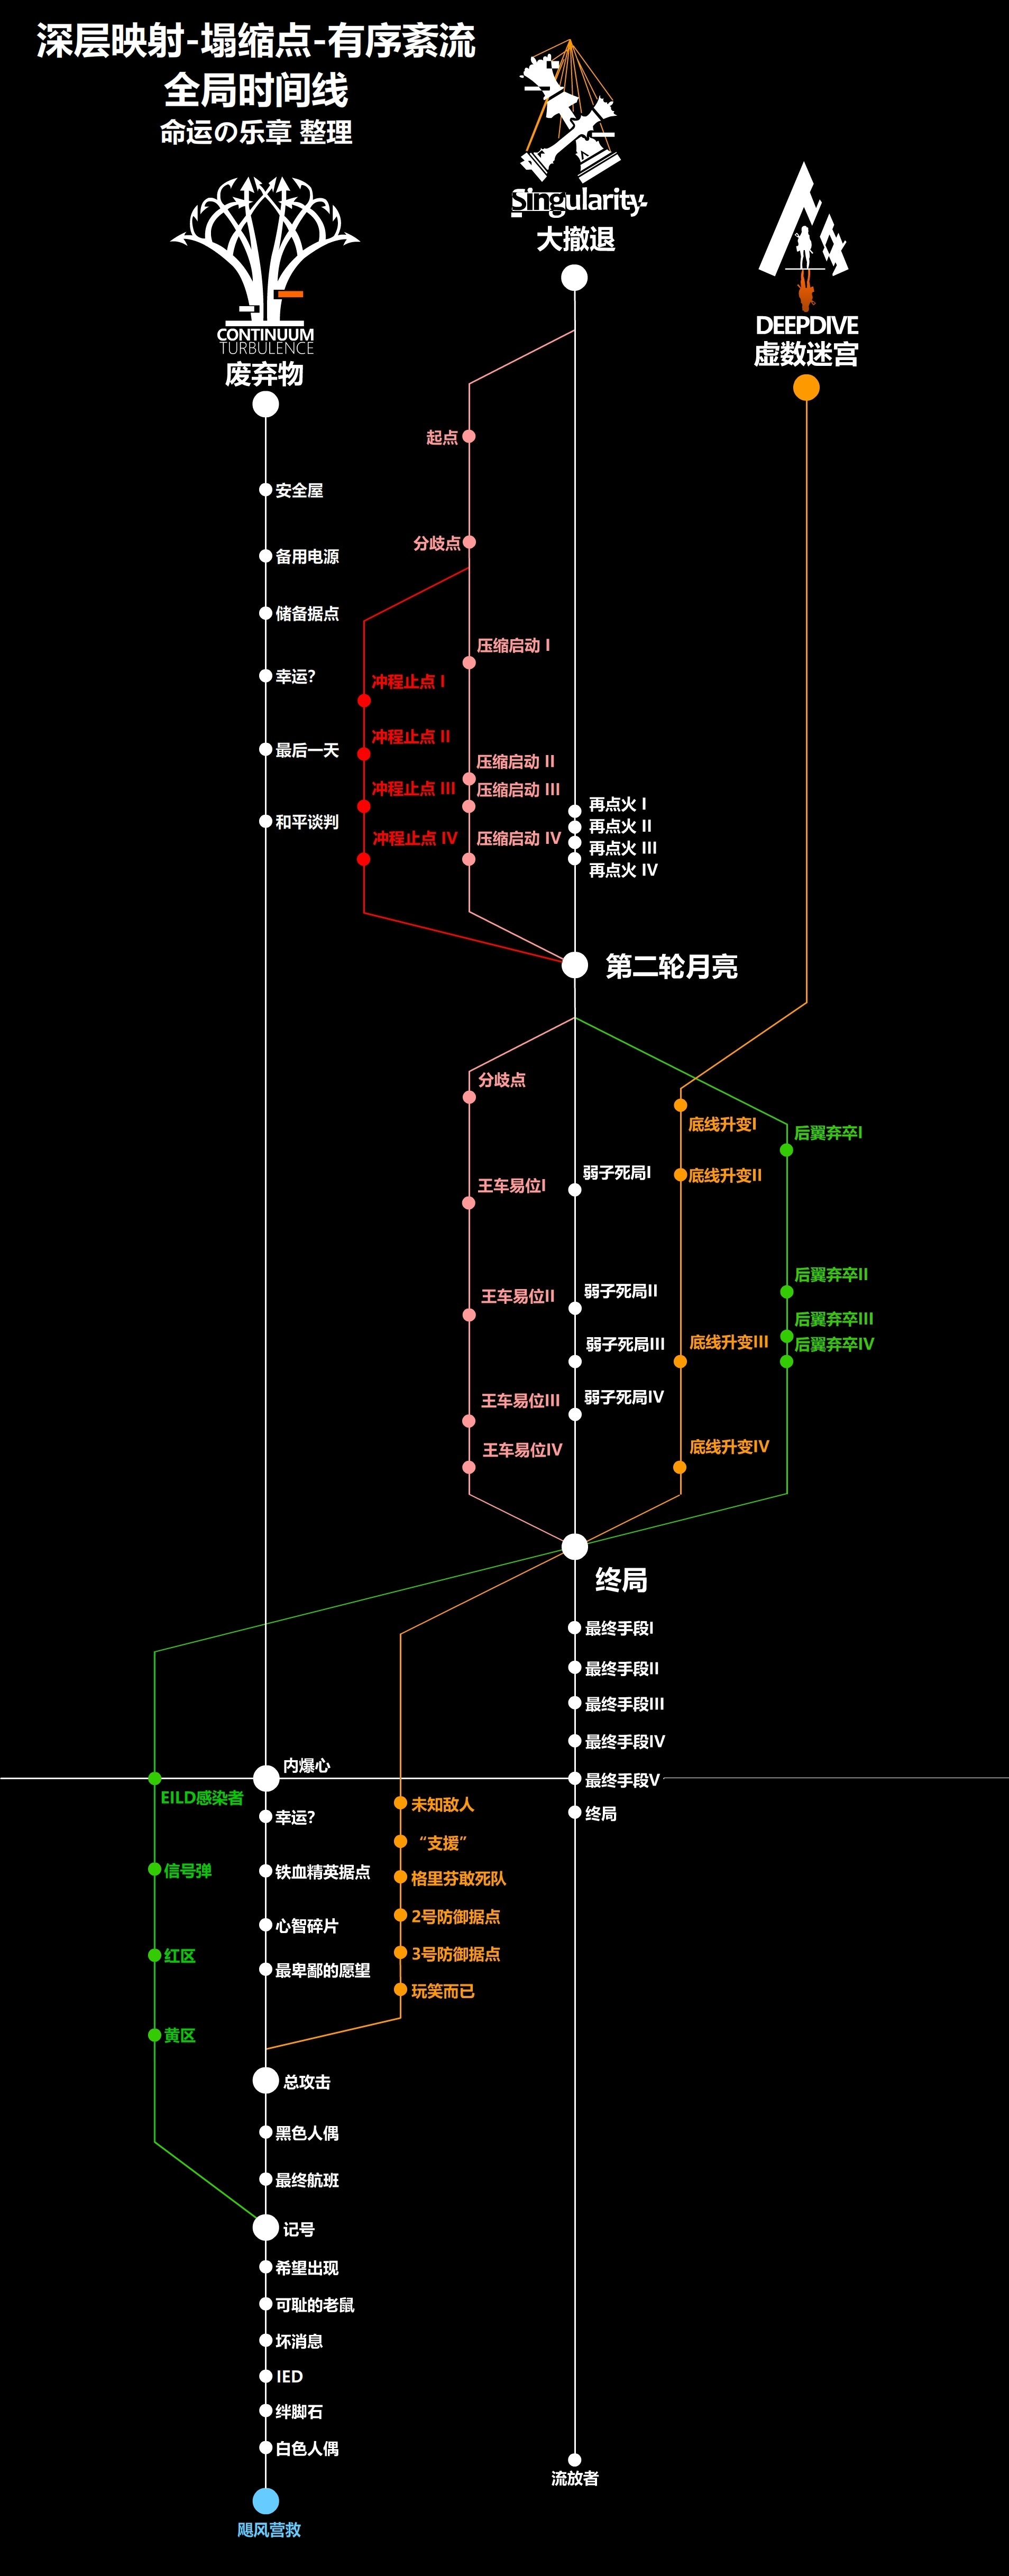 深层映射-塌缩点-有序紊流
全局时间线
命运の乐章 整理
Singularity
大撤退
DEEPDIVE
虚数迷宫
CONTINUUM
TURBULENCE
废弃物
起点
安全屋
分歧点
备用电源
储备据点
压缩启动 I
幸运?
冲程止点 I
冲程止点 II
最后一天
压缩启动 II
冲程止点 III
压缩启动 III
再点火 I
和平谈判
再点火 II
冲程止点 IV
压缩启动 IV
再点火 III
再点火 IV
第二轮月亮
分歧点
底线升变I
后翼弃卒I
弱子死局I
底线升变II
王车易位I
后翼弃卒II
弱子死局II
王车易位II
后翼弃卒III
底线升变III
弱子死局III
后翼弃卒IV
弱子死局IV
王车易位III
底线升变IV
王车易位IV
终局
最终手段I
最终手段II
最终手段III
最终手段IV
内爆心
最终手段V
EILD感染者
未知敌人
终局
幸运?
“支援”
信号弹
铁血精英据点
格里芬敢死队
2号防御据点
心智碎片
3号防御据点
红区
最卑鄙的愿望
玩笑而已
黄区
总攻击
黑色人偶
最终航班
记号
希望出现
可耻的老鼠
坏消息
IED
绊脚石
白色人偶
流放者
飓风营救